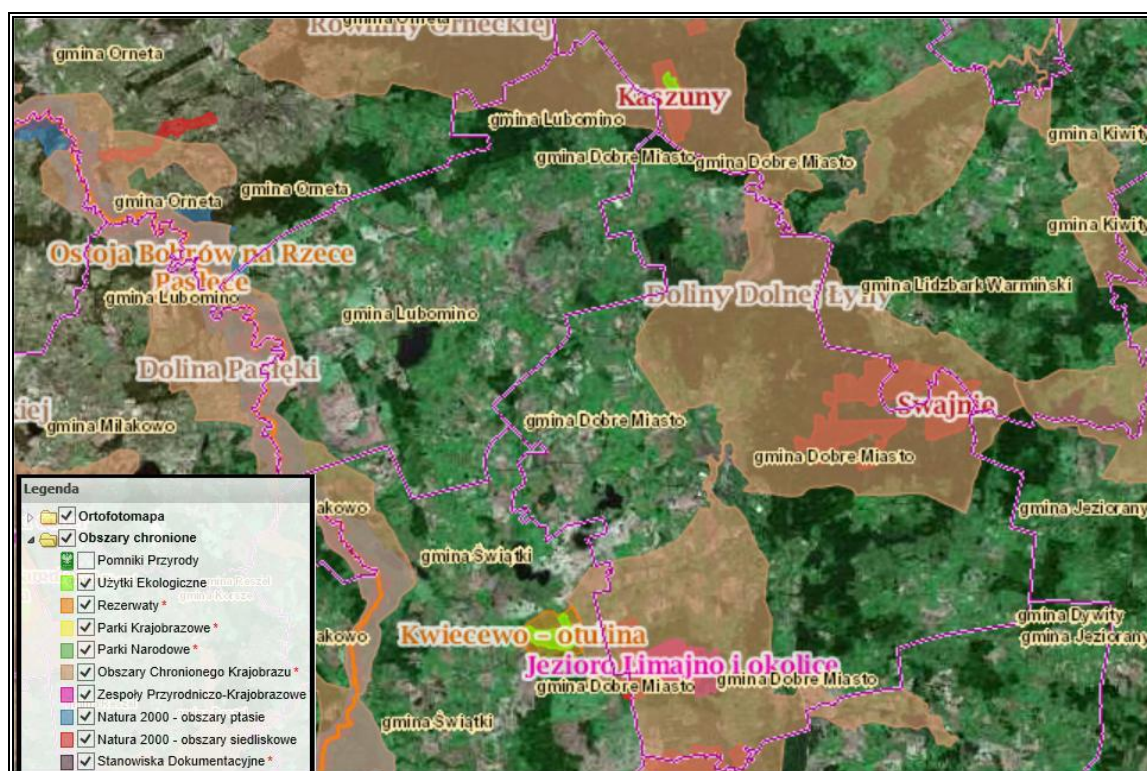 Równiny Orneckiej
gmina Orneta
gmina Orneta
Kaszuny
gmina Lubomino
gmina Kiwity
gmina Dobre Miasto
gmina Dobre Miasto
gmina Orneta
gmina Orneta
gmina Kiwity
Ostoja Bobrów na Rzece
Pasłęce
gmina Lubomino
gmina Lidzbark Warmiński
Doliny Dolnej Łyny
gmina Lubomino
Dolina Pasłęki
Swajnie
kiej
gmina Miłakowo
gmina Dobre Miasto
gmina Dobre Miasto
gmina Jeziorany
akowo
gmina Świątki
gmina Dywity
gmina Jeziorany
akowo
Kwiecewo - otulina
Jezioro Limajno i okolice
gmina Dobre Miasto
gmina Dobre Miasto
gmina Świątki
Legenda
Ortofotomapa
Obszary chronione
Pomniki Przyrody
Użytki Ekologiczne
Rezerwaty *
Parki Krajobrazowe *
Parki Narodowe *
Obszary Chronionego Krajobrazu *
Zespoły Przyrodniczo-Krajobrazowe
Natura 2000 - obszary ptasie
Natura 2000 - obszary siedliskowe
Stanowiska Dokumentacyjne *